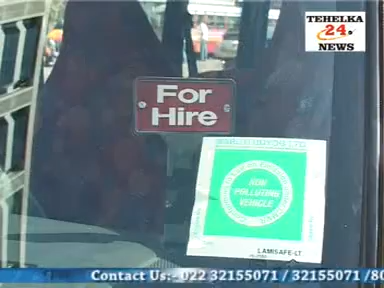 TEHELKA
24.
NEWS
For
Hire
NON
POLLUTING
VEHICLE
LAMISAFE-LT
Contact Us:- 022 32155071 / 32155071 /80